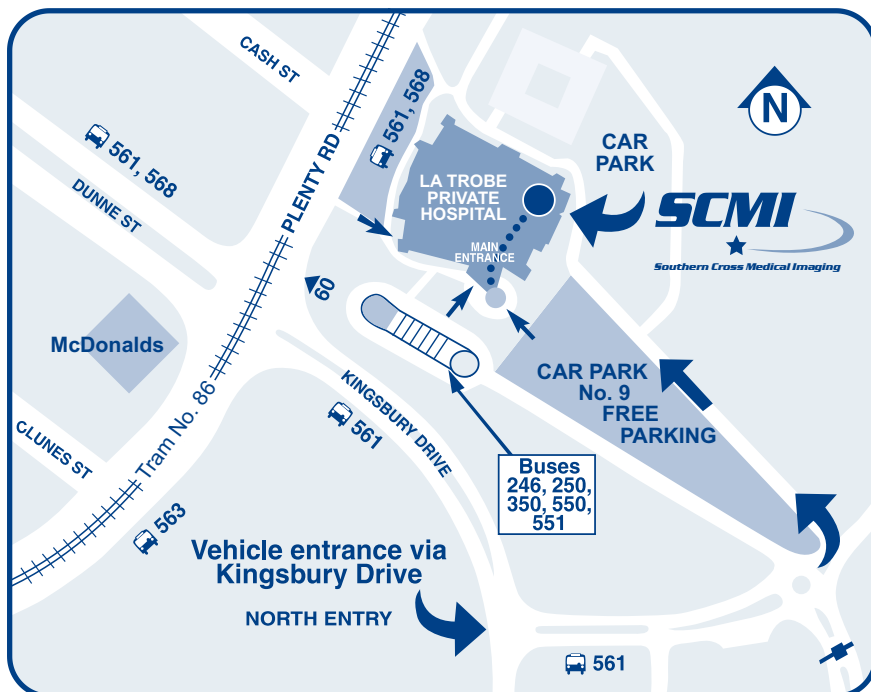 CASH ST
561, 568
DUNNE ST
PLENTY RD
561, 568
LA TROBE
PRIVATE
HOSPITAL
MAIN
ENTRANCE
CAR
PARK
N
SCMI
Southern Cross Medical Imaging
60
McDonalds
CLUNES ST
Tram No. 86
563
KINGSBURY DRIVE
561
CAR PARK
No. 9
FREE
PARKING
Buses
246, 250,
350, 550,
551
Vehicle entrance via
Kingsbury Drive
NORTH ENTRY
561